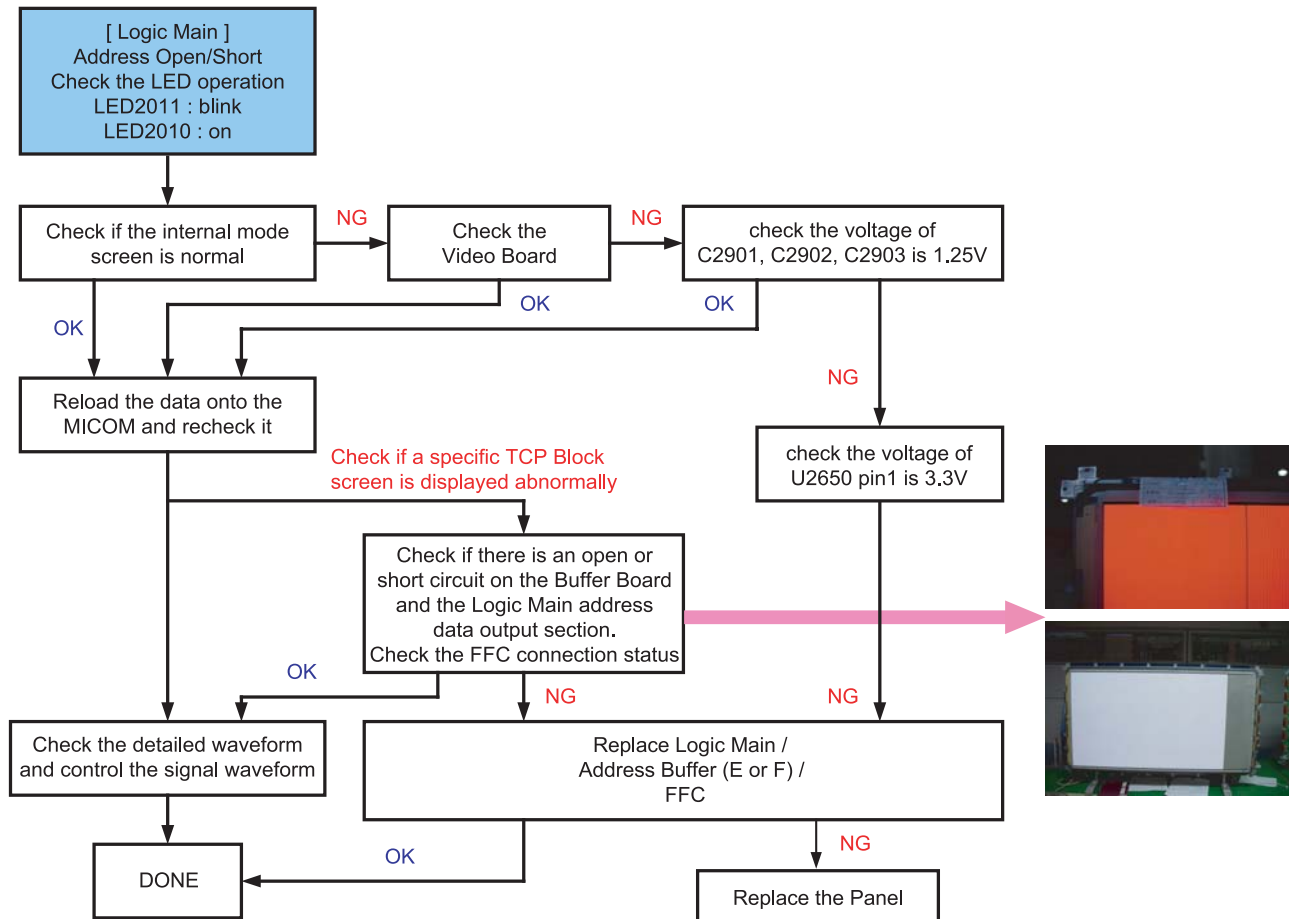 [ Logic Main ]
Address Open/Short
Check the LED operation
LED2011 : blink
LED2010 : on
Check if the internal mode
screen is normal
NG
Check the
Video Board
NG
check the voltage of
C2901, C2902, C2903 is 1.25V
OK
OK
OK
NG
Reload the data onto the
MICOM and recheck it
Check if a specific TCP Block
screen is displayed abnormally
check the voltage of
U2650 pin1 is 3.3V
Check if there is an open or
short circuit on the Buffer Board
and the Logic Main address
data output section.
Check the FFC connection status
OK
NG
NG
Check the detailed waveform
and control the signal waveform
Replace Logic Main /
Address Buffer (E or F) /
FFC
OK
NG
DONE
Replace the Panel